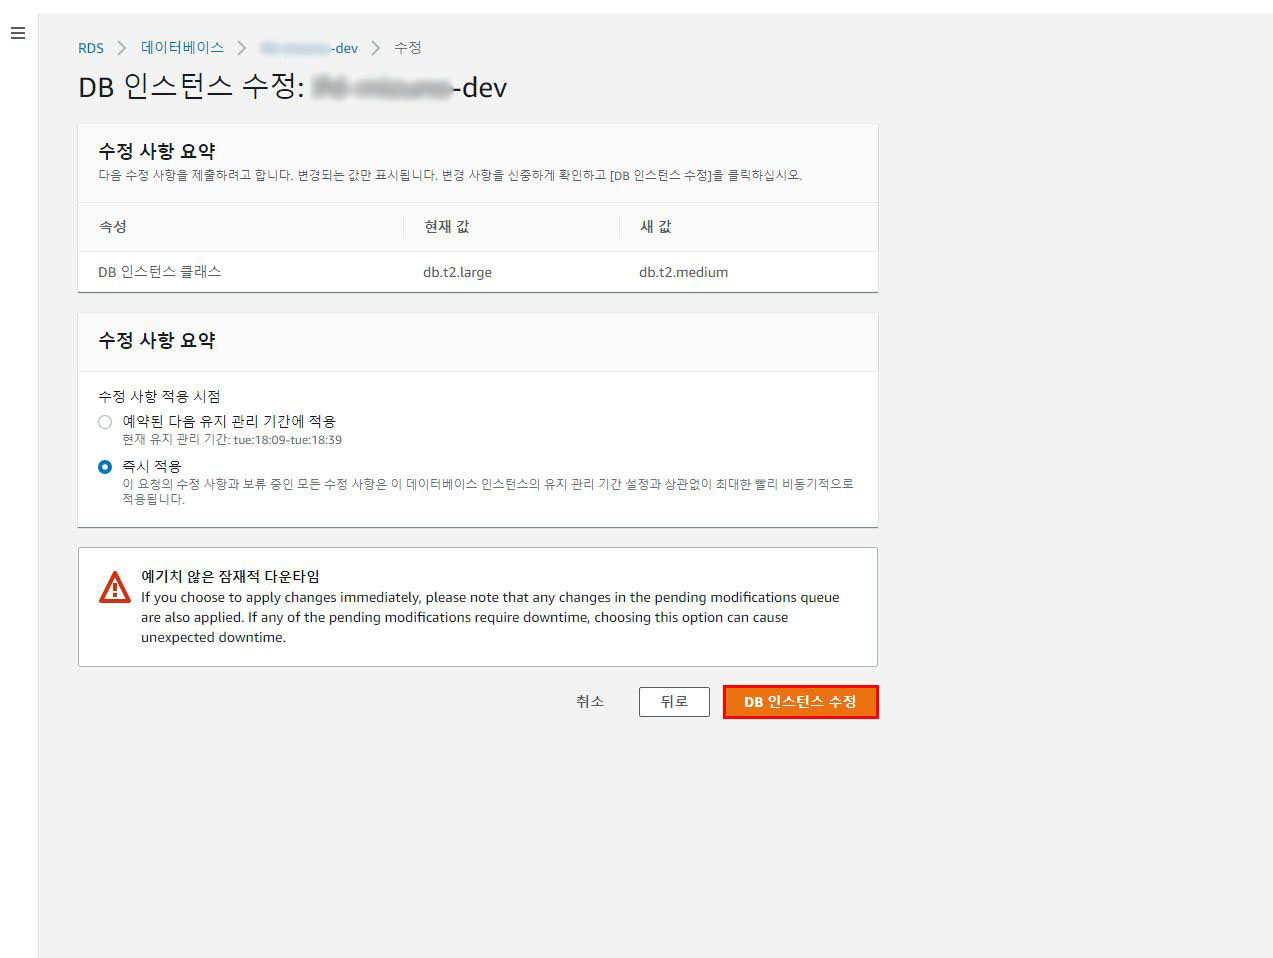 RDS 데이터베이스 -dev 수정
DB 인스턴스 수정: -dev
수정 사항 요약
다음 수정 사항을 제출하려고 합니다. 변경되는 값만 표시됩니다. 변경 사항을 신중하게 확인하고 [DB 인스턴스 수정]을 클릭하십시오.
속성 현재 값 새 값
DB 인스턴스 클래스 db.t2.large db.t2.medium
수정 사항 요약
수정 사항 적용 시점
예약된 다음 유지 관리 기간에 적용
현재 유지 관리 기간: tue:18:09-tue:18:39
즉시 적용
이 요청의 수정 사항과 보류 중인 모든 수정 사항은 이 데이터베이스 인스턴스의 유지 관리 기간 설정과 상관없이 최대한 빨리 비동기적으로
적용됩니다.
예기치 않은 잠재적 다운타임
If you choose to apply changes immediately, please note that any changes in the pending modifications queue
are also applied. If any of the pending modifications require downtime, choosing this option can cause
unexpected downtime.
취소 뒤로 DB 인스턴스 수정